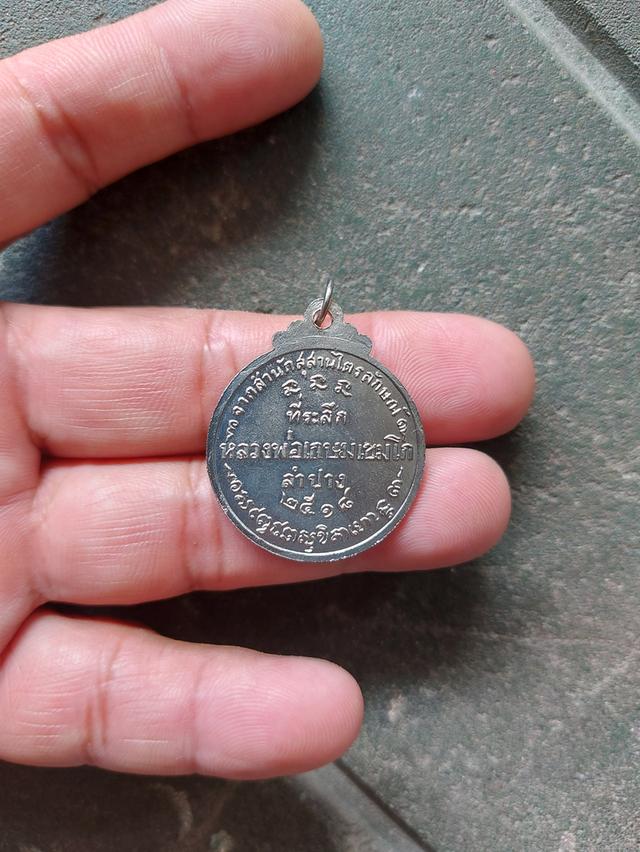 จากสำนักสุสานไตรลักษณ์
ที่ระลึก
หลวงพ่อเกษมเขมโก
ลำปาง
๒๕๑๘